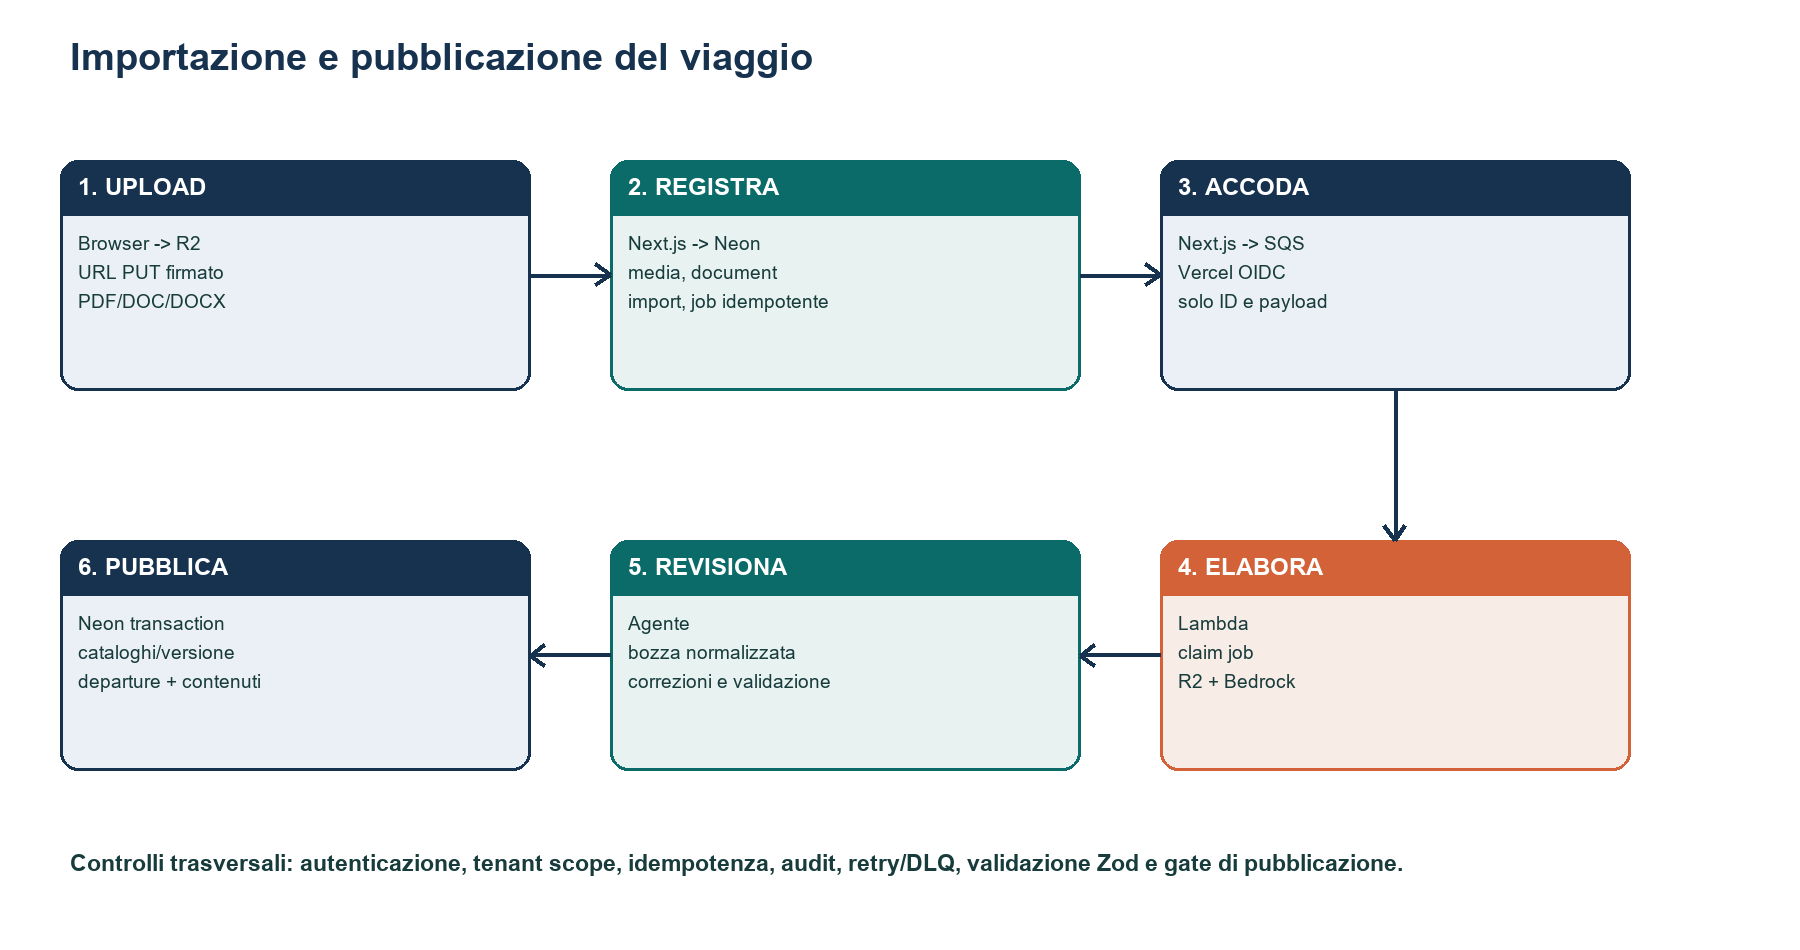 Importazione e pubblicazione del viaggio
1. UPLOAD
Browser -> R2
URL PUT firmato
PDF/DOC/DOCX
2. REGISTRA
Next.js -> Neon
media, document
import, job idempotente
3. ACCODA
Next.js -> SQS
Vercel OIDC
solo ID e payload
4. ELABORA
Lambda
claim job
R2 + Bedrock
5. REVISIONA
Agente
bozza normalizzata
correzioni e validazione
6. PUBBLICA
Neon transaction
cataloghi/versione
departure + contenuti
Controlli trasversali: autenticazione, tenant scope, idempotenza, audit, retry/DLQ, validazione Zod e gate di pubblicazione.